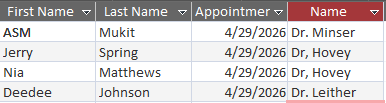 First Name Last Name Appointmer Name
ASM Mukit 4/29/2026 Dr. Minser
Jerry Spring 4/29/2026 Dr, Hovey
Nia Matthews 4/29/2026 Dr, Hovey
Deedee Johnson 4/29/2026 Dr. Leither